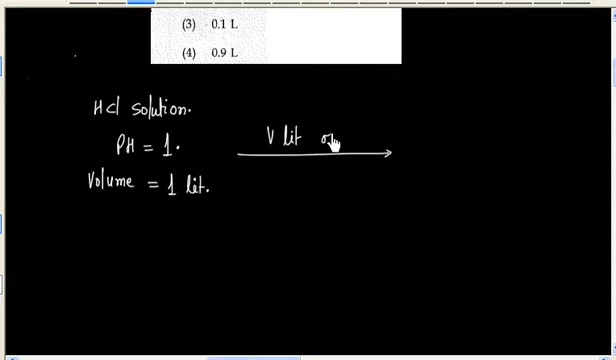 (3) 0.1 L
(4) 0.9 L
HCl solution.
PH = 1.
V lit o
Volume = 1 lit.